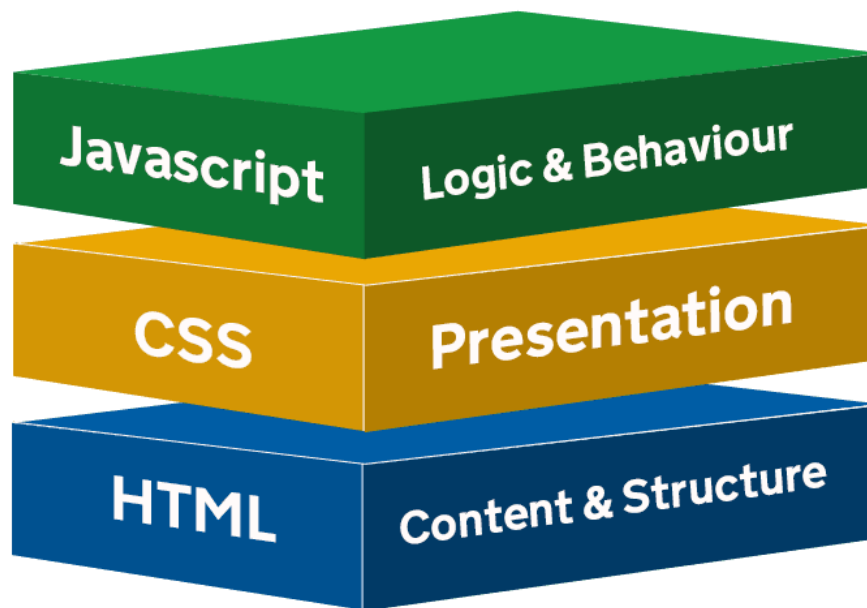 Javascript
Logic & Behaviour
CSS
Presentation
HTML
Content & Structure